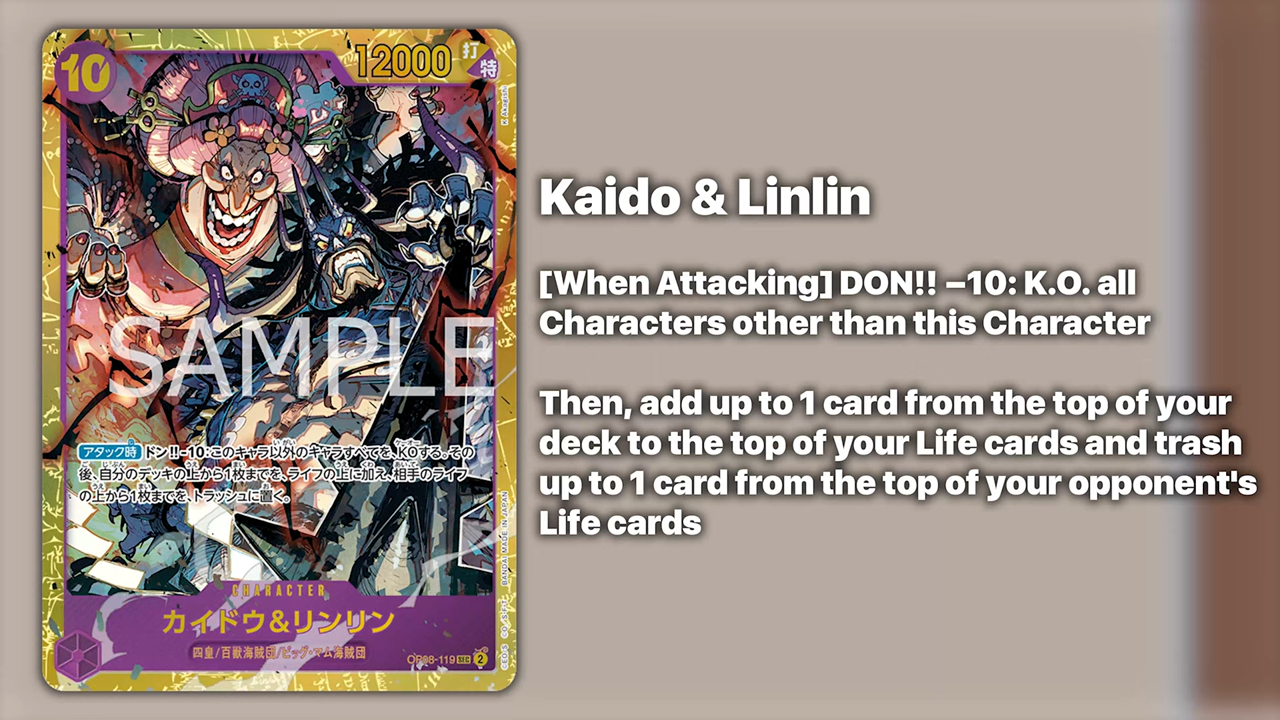 10
12000
打
特
K Akagishi
SAMPLE
アタック時 ドン!!-10:このキャラ以外のキャラすべてを、KOする。その
後、自分のデッキの上から1枚までを、ライフの上に加え、相手のライフ
の上から1枚までを、トラッシュに置く。
CHARACTER
カイドウ&リンリン
四皇/百獣海賊団/ビッグ・マム海賊団
OP08-119 SEC 2
BANDAI MADE IN JAPAN
Kaido & Linlin
[When Attacking] DON!! –10: K.O. all
Characters other than this Character
Then, add up to 1 card from the top of your
deck to the top of your Life cards and trash
up to 1 card from the top of your opponent's
Life cards